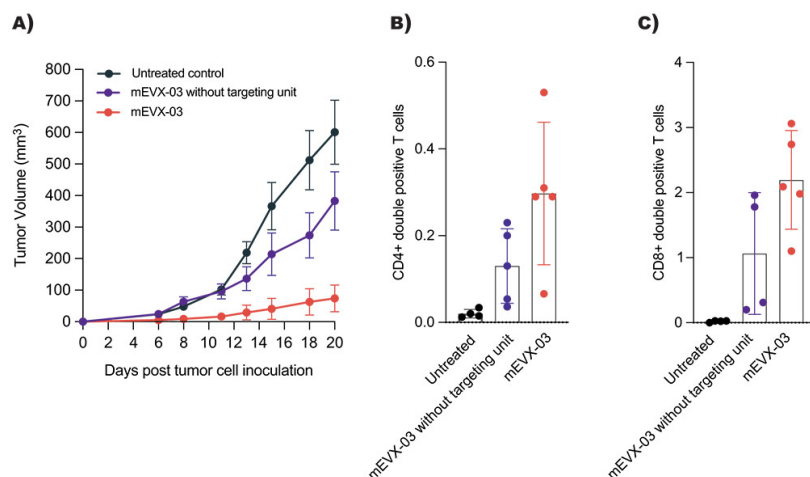 A)
Tumor Volume (mm³)
800
700
600
500
400
300
200
100
0
Untreated control
mEVX-03 without targeting unit
mEVX-03
0 2 4 6 8 10 12 14 16 18 20
Days post tumor cell inoculation
B)
CD4+ double positive T cells
0.6
0.4
0.2
0.0
Untreated
mEVX-03 without targeting unit
mEVX-03
C)
CD8+ double positive T cells
4
3
2
1
0
Untreated
mEVX-03 without targeting unit
mEVX-03